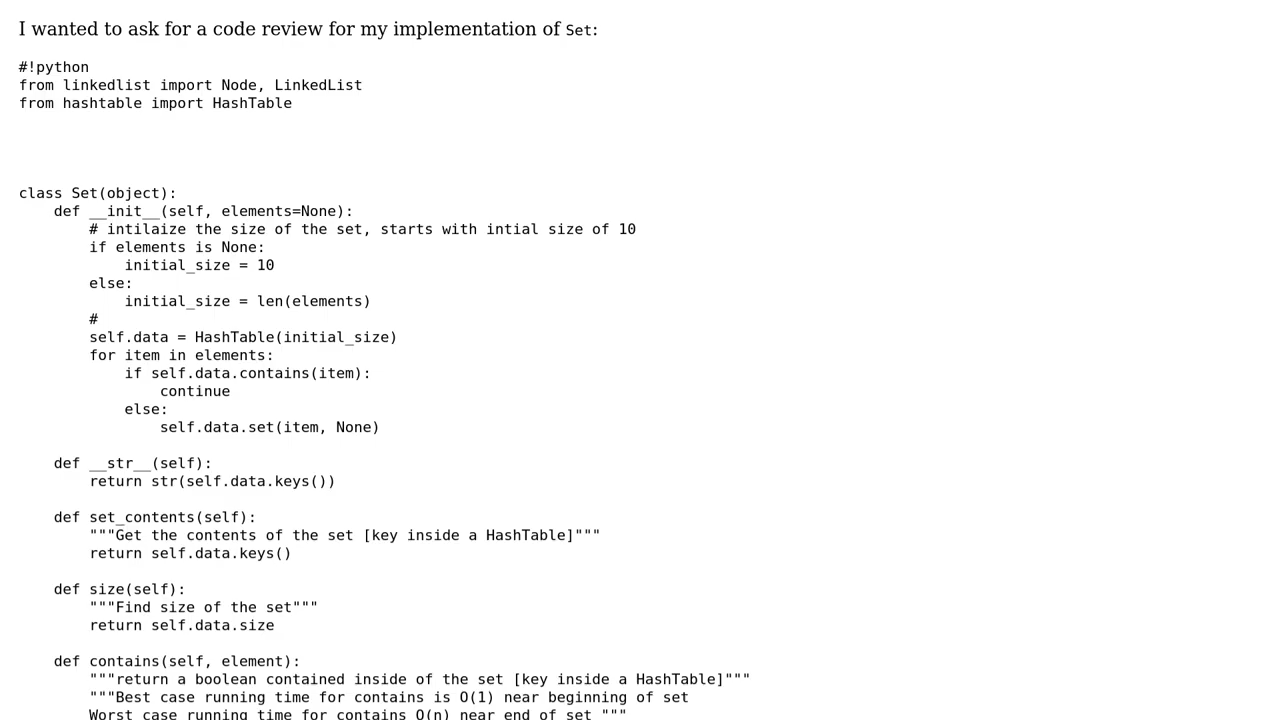 I wanted to ask for a code review for my implementation of Set:
#!python
from linkedlist import Node, LinkedList
from hashtable import HashTable
class Set(object):
    def __init__(self, elements=None):
        # intilaize the size of the set, starts with intial size of 10
        if elements is None:
            initial_size = 10
        else:
            initial_size = len(elements)
        #
        self.data = HashTable(initial_size)
        for item in elements:
            if self.data.contains(item):
                continue
            else:
                self.data.set(item, None)
    def __str__(self):
        return str(self.data.keys())
    def set_contents(self):
        """Get the contents of the set [key inside a HashTable]"""
        return self.data.keys()
    def size(self):
        """Find size of the set"""
        return self.data.size
    def contains(self, element):
        """return a boolean contained inside of the set [key inside a HashTable]"""
        """Best case running time for contains is O(1) near beginning of set
        Worst case running time for contains O(n) near end of set """